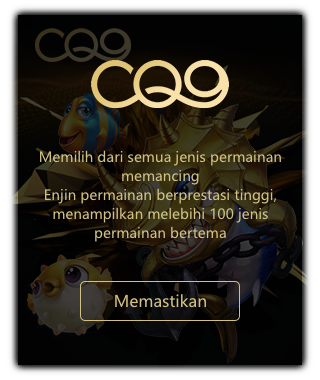 CQ9
CQ9
Memilih dari semua jenis permainan
memancing
Enjin permainan berprestasi tinggi,
menampilkan melebihi 100 jenis
permainan bertema
Memastikan